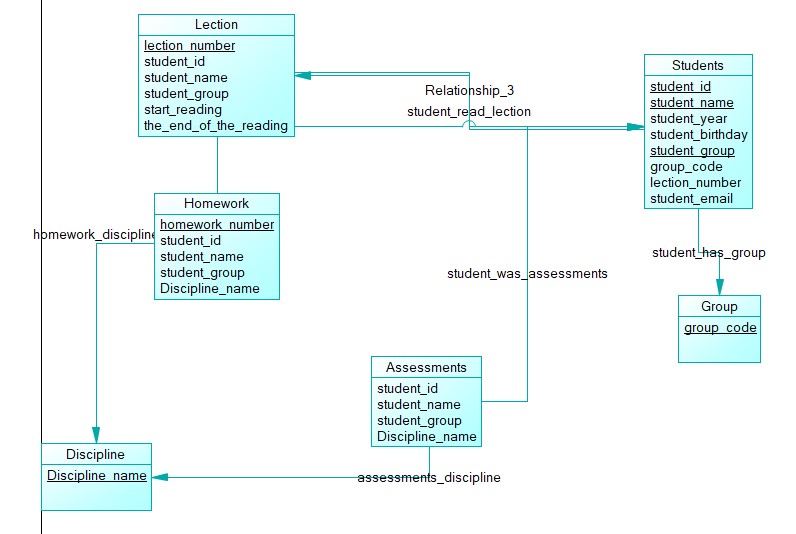 Lection
lection_number
student_id
student_name
student_group
start_reading
the_end_of_the_reading
Relationship_3
student_read_lection
Students
student_id
student_name
student_year
student_birthday
student_group
group_code
lection_number
student_email
Homework
homework_number
student_id
student_name
student_group
Discipline_name
homework_discipline
student_has_group
student_was_assessments
Group
group_code
Assessments
student_id
student_name
student_group
Discipline_name
Discipline
Discipline_name
assessments_discipline